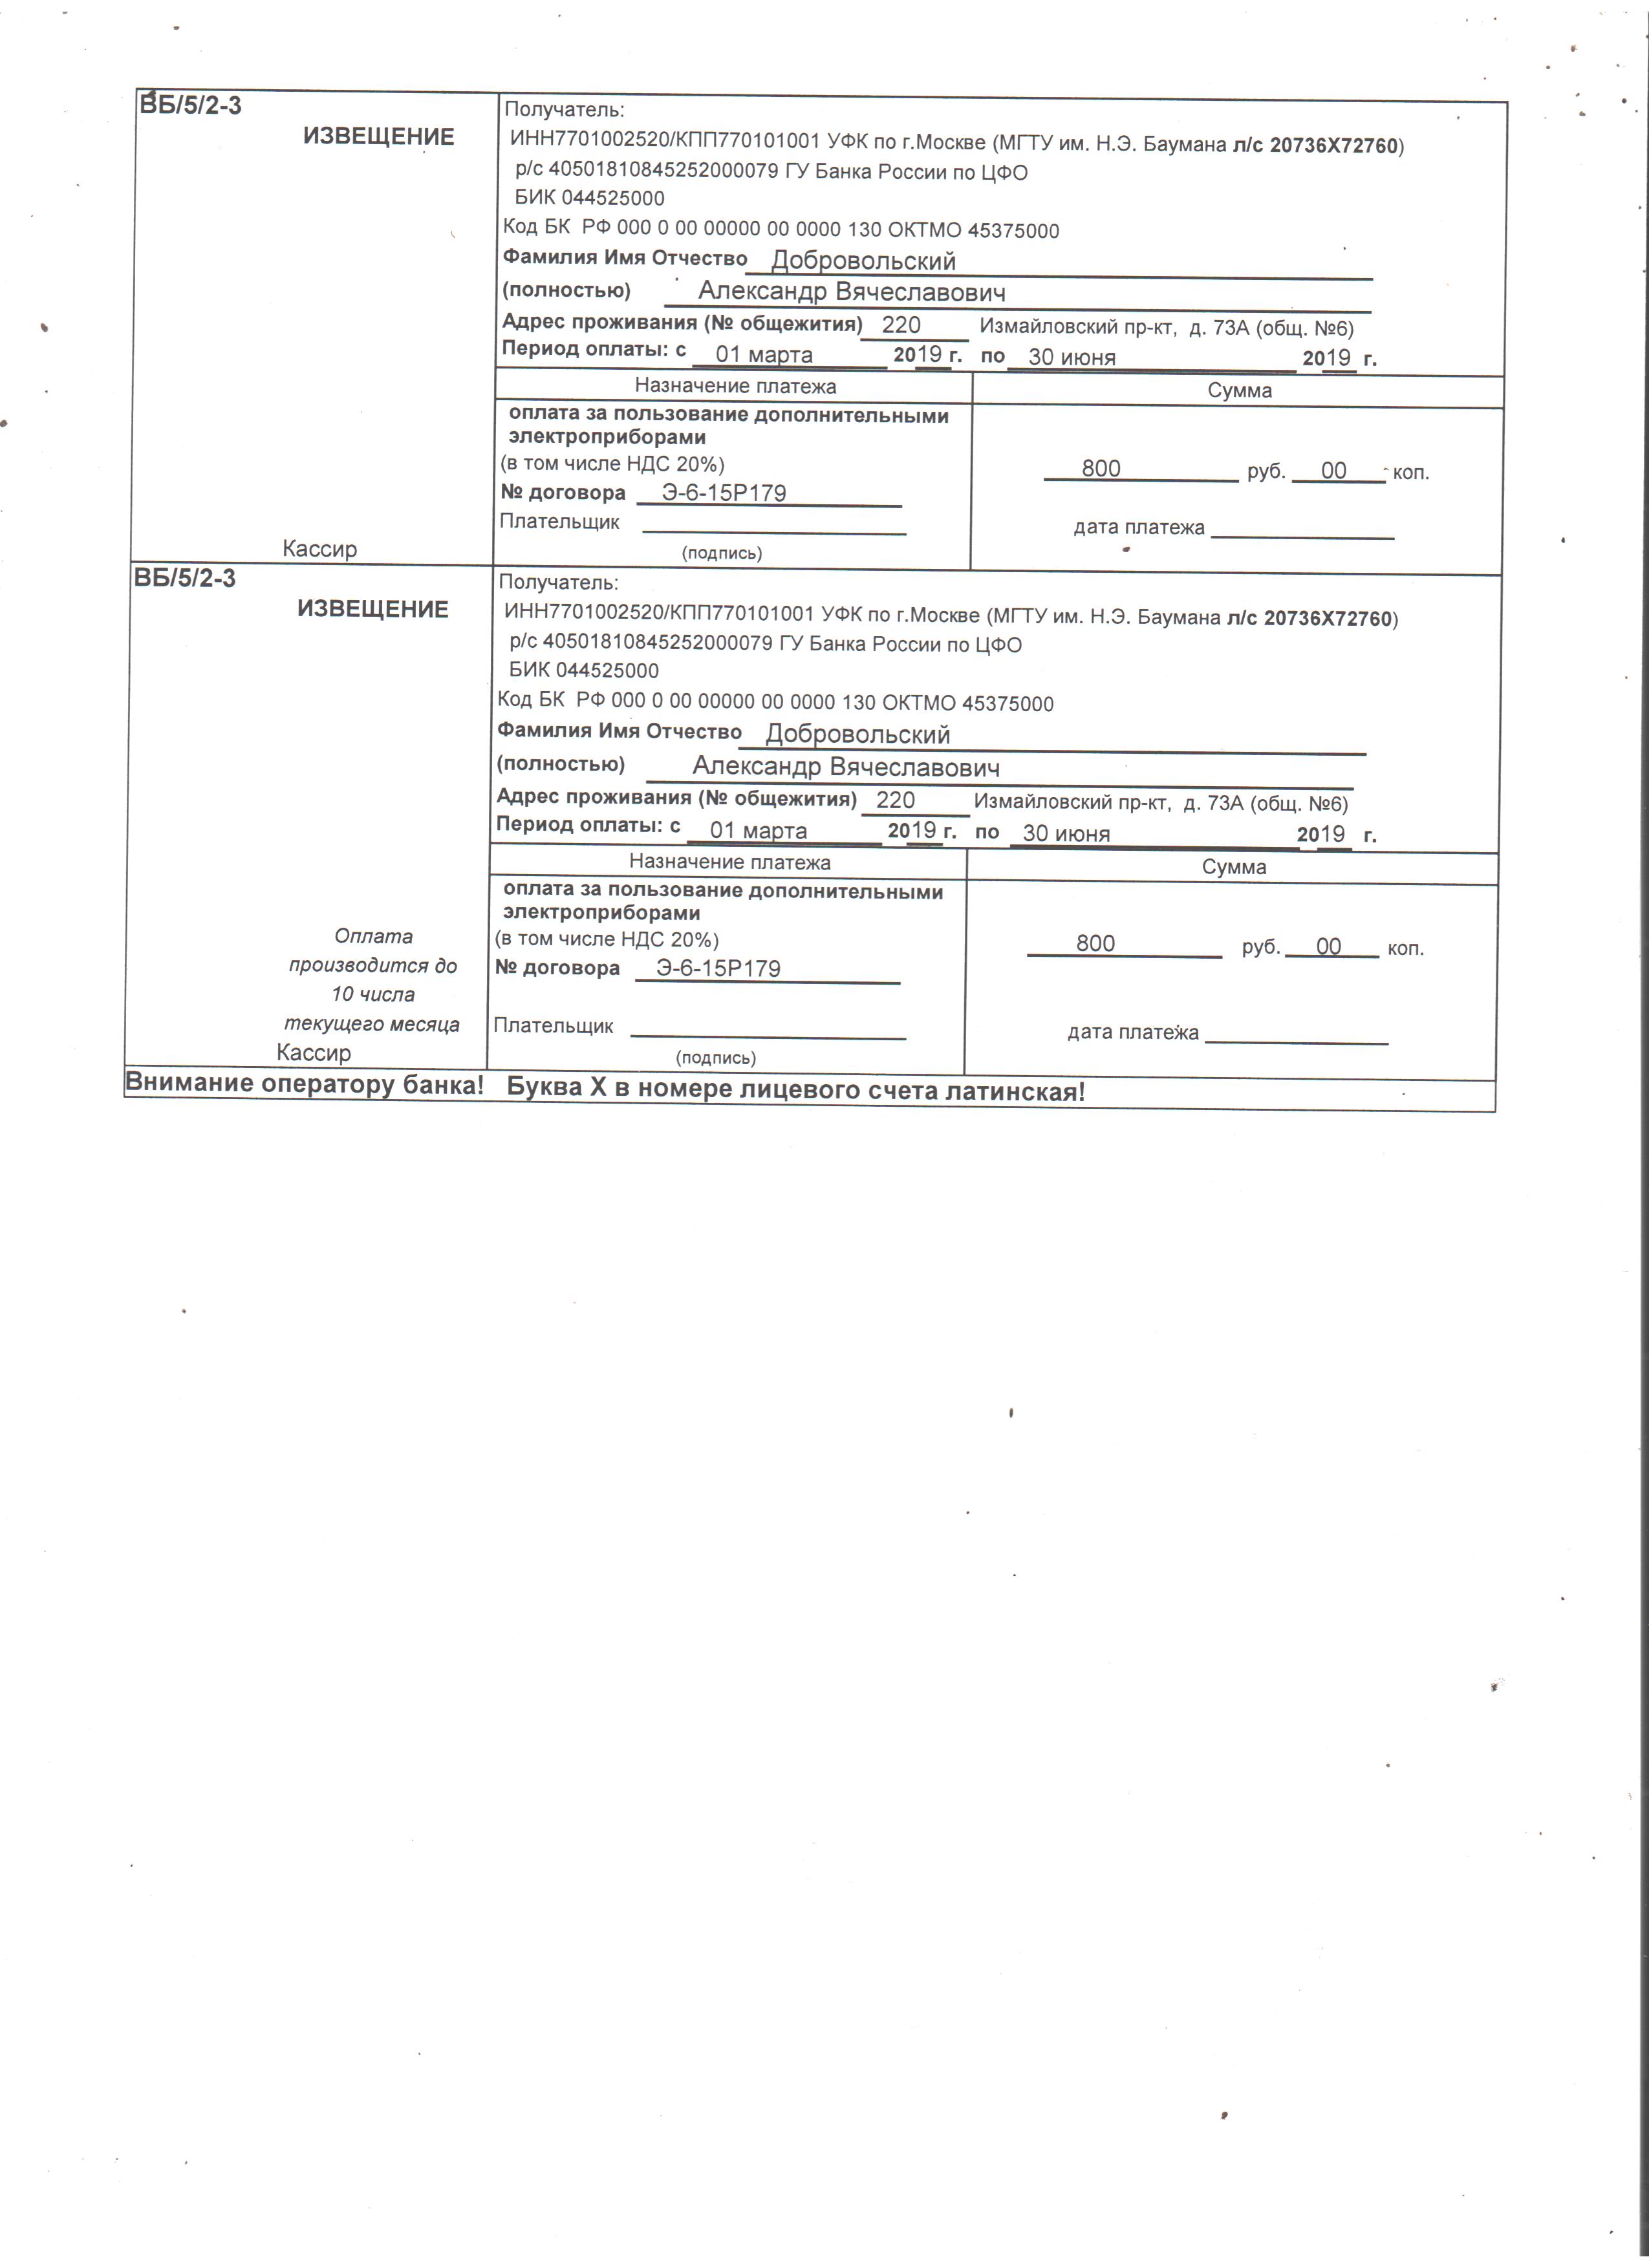 ВБ/5/2-3
ИЗВЕЩЕНИЕ
Получатель:
ИНН7701002520/КПП770101001 УФК по г.Москве (МГТУ им. Н.Э. Баумана л/с 20736X72760)
р/с 40501810845252000079 ГУ Банка России по ЦФО
БИК 044525000
Код БК РФ 000 0 00 00000 00 0000 130 ОКТМО 45375000
Фамилия Имя Отчество Добровольский
(полностью) Александр Вячеславович
Адрес проживания (№ общежития) 220 Измайловский пр-кт, д. 73А (общ. №6)
Период оплаты: с 01 марта 2019 г. по 30 июня 2019 г.
Назначение платежа Сумма
оплата за пользование дополнительными
электроприборами
(в том числе НДС 20%) 800 руб. 00 коп.
№ договора Э-6-15Р179
Плательщик дата платежа
Кассир (подпись)
ВБ/5/2-3
ИЗВЕЩЕНИЕ
Получатель:
ИНН7701002520/КПП770101001 УФК по г.Москве (МГТУ им. Н.Э. Баумана л/с 20736X72760)
р/с 40501810845252000079 ГУ Банка России по ЦФО
БИК 044525000
Код БК РФ 000 0 00 00000 00 0000 130 ОКТМО 45375000
Фамилия Имя Отчество Добровольский
(полностью) Александр Вячеславович
Адрес проживания (№ общежития) 220 Измайловский пр-кт, д. 73А (общ. №6)
Период оплаты: с 01 марта 2019 г. по 30 июня 2019 г.
Назначение платежа Сумма
оплата за пользование дополнительными
электроприборами
(в том числе НДС 20%) 800 руб. 00 коп.
№ договора Э-6-15Р179
Оплата
производится до
10 числа
текущего месяца
Плательщик дата платежа
Кассир (подпись)
Внимание оператору банка! Буква X в номере лицевого счета латинская!